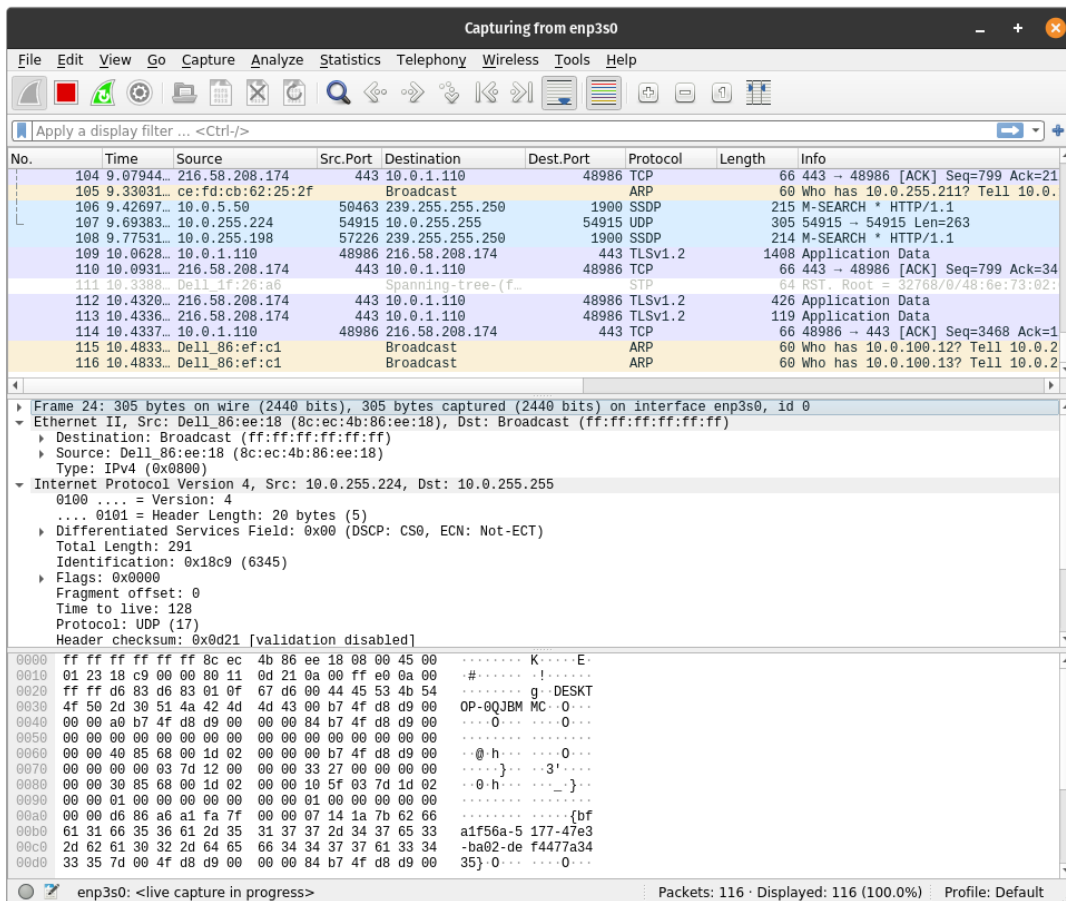 Capturing from enp3s0
File Edit View Go Capture Analyze Statistics Telephony Wireless Tools Help
Apply a display filter ... <Ctrl-/>
No. Time Source Src.Port Destination Dest.Port Protocol Length Info
104 9.07944… 216.58.208.174 443 10.0.1.110 48986 TCP 66 443 → 48986 [ACK] Seq=799 Ack=21
105 9.33031… ce:fd:cb:62:25:2f Broadcast ARP 60 Who has 10.0.255.211? Tell 10.0.
106 9.42697… 10.0.5.50 50463 239.255.255.250 1900 SSDP 215 M-SEARCH * HTTP/1.1
107 9.69383… 10.0.255.224 54915 10.0.255.255 54915 UDP 305 54915 → 54915 Len=263
108 9.77531… 10.0.255.198 57226 239.255.255.250 1900 SSDP 214 M-SEARCH * HTTP/1.1
109 10.0628… 10.0.1.110 48986 216.58.208.174 443 TLSv1.2 1408 Application Data
110 10.0931… 216.58.208.174 443 10.0.1.110 48986 TCP 66 443 → 48986 [ACK] Seq=799 Ack=34
111 10.3388… Dell_1f:26:a6 Spanning-tree-(f… STP 64 RST. Root = 32768/0/48:6e:73:02:
112 10.4320… 216.58.208.174 443 10.0.1.110 48986 TLSv1.2 426 Application Data
113 10.4336… 216.58.208.174 443 10.0.1.110 48986 TLSv1.2 119 Application Data
114 10.4337… 10.0.1.110 48986 216.58.208.174 443 TCP 66 48986 → 443 [ACK] Seq=3468 Ack=1
115 10.4833… Dell_86:ef:c1 Broadcast ARP 60 Who has 10.0.100.12? Tell 10.0.2
116 10.4833… Dell_86:ef:c1 Broadcast ARP 60 Who has 10.0.100.13? Tell 10.0.2
Frame 24: 305 bytes on wire (2440 bits), 305 bytes captured (2440 bits) on interface enp3s0, id 0
Ethernet II, Src: Dell_86:ee:18 (8c:ec:4b:86:ee:18), Dst: Broadcast (ff:ff:ff:ff:ff:ff)
Destination: Broadcast (ff:ff:ff:ff:ff:ff)
Source: Dell_86:ee:18 (8c:ec:4b:86:ee:18)
Type: IPv4 (0x0800)
Internet Protocol Version 4, Src: 10.0.255.224, Dst: 10.0.255.255
0100 .... = Version: 4
.... 0101 = Header Length: 20 bytes (5)
Differentiated Services Field: 0x00 (DSCP: CS0, ECN: Not-ECT)
Total Length: 291
Identification: 0x18c9 (6345)
Flags: 0x0000
Fragment offset: 0
Time to live: 128
Protocol: UDP (17)
Header checksum: 0x0d21 [validation disabled]
0000 ff ff ff ff ff ff 8c ec 4b 86 ee 18 08 00 45 00 ········ K·····E·
0010 01 23 18 c9 00 00 80 11 0d 21 0a 00 ff e0 0a 00 ·#······ ·!······
0020 ff ff d6 83 d6 83 01 0f 67 d6 00 44 45 53 4b 54 ········ g··DESKT
0030 4f 50 2d 30 51 4a 42 4d 4d 43 00 b7 4f d8 d9 00 OP-0QJBM MC··O···
0040 00 00 a0 b7 4f d8 d9 00 00 00 84 b7 4f d8 d9 00 ····O··· ····O···
0050 00 00 00 00 00 00 00 00 00 00 00 00 00 00 00 00 ········ ········
0060 00 00 40 85 68 00 1d 02 00 00 00 b7 4f d8 d9 00 ··@·h··· ····O···
0070 00 00 00 00 03 7d 12 00 00 00 33 27 00 00 00 00 ·····}·· ··3'····
0080 00 00 30 85 68 00 1d 02 00 00 10 5f 03 7d 1d 02 ··0·h··· ···_·}··
0090 00 00 01 00 00 00 00 00 00 00 01 00 00 00 00 00 ········ ········
00a0 00 00 d6 86 a6 a1 fa 7f 00 00 07 14 1a 7b 62 66 ········ ·····{bf
00b0 61 31 66 35 36 61 2d 35 31 37 37 2d 34 37 65 33 a1f56a-5 177-47e3
00c0 2d 62 61 30 32 2d 64 65 66 34 34 37 37 61 33 34 -ba02-de f4477a34
00d0 33 35 7d 00 4f d8 d9 00 00 00 84 b7 4f d8 d9 00 35}·O··· ····O···
enp3s0: <live capture in progress> Packets: 116 · Displayed: 116 (100.0%) Profile: Default